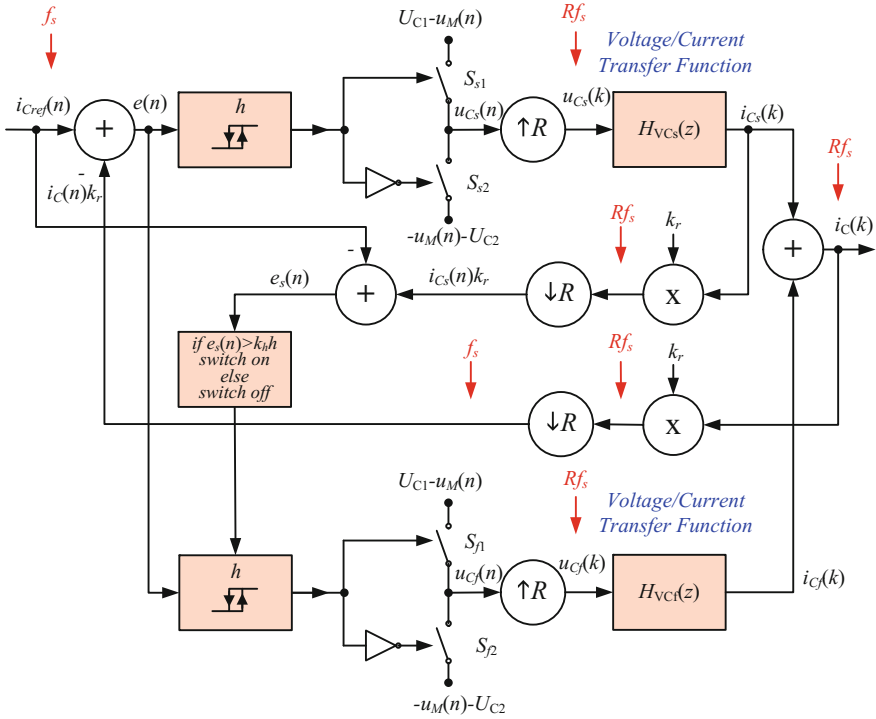 f_s
U_C1-u_M(n)
Rf_s
Voltage/Current
Transfer Function
i_Cref(n)
e(n)
h
S_s1
u_Cs(n)
u_Cs(k)
i_Cs(k)
+
↑R
H_VCs(z)
-
i_C(n)k_r
S_s2
Rf_s
-u_M(n)-U_C2
Rf_s
k_r
i_C(k)
-
+
e_s(n)
i_Cs(n)k_r
+
↓R
x
if e_s(n)>k_h h
switch on
else
switch off
f_s
Rf_s
k_r
↓R
x
U_C1-u_M(n)
Rf_s
Voltage/Current
Transfer Function
h
S_f1
u_Cf(n)
u_Cf(k)
i_Cf(k)
↑R
H_VCf(z)
S_f2
-u_M(n)-U_C2